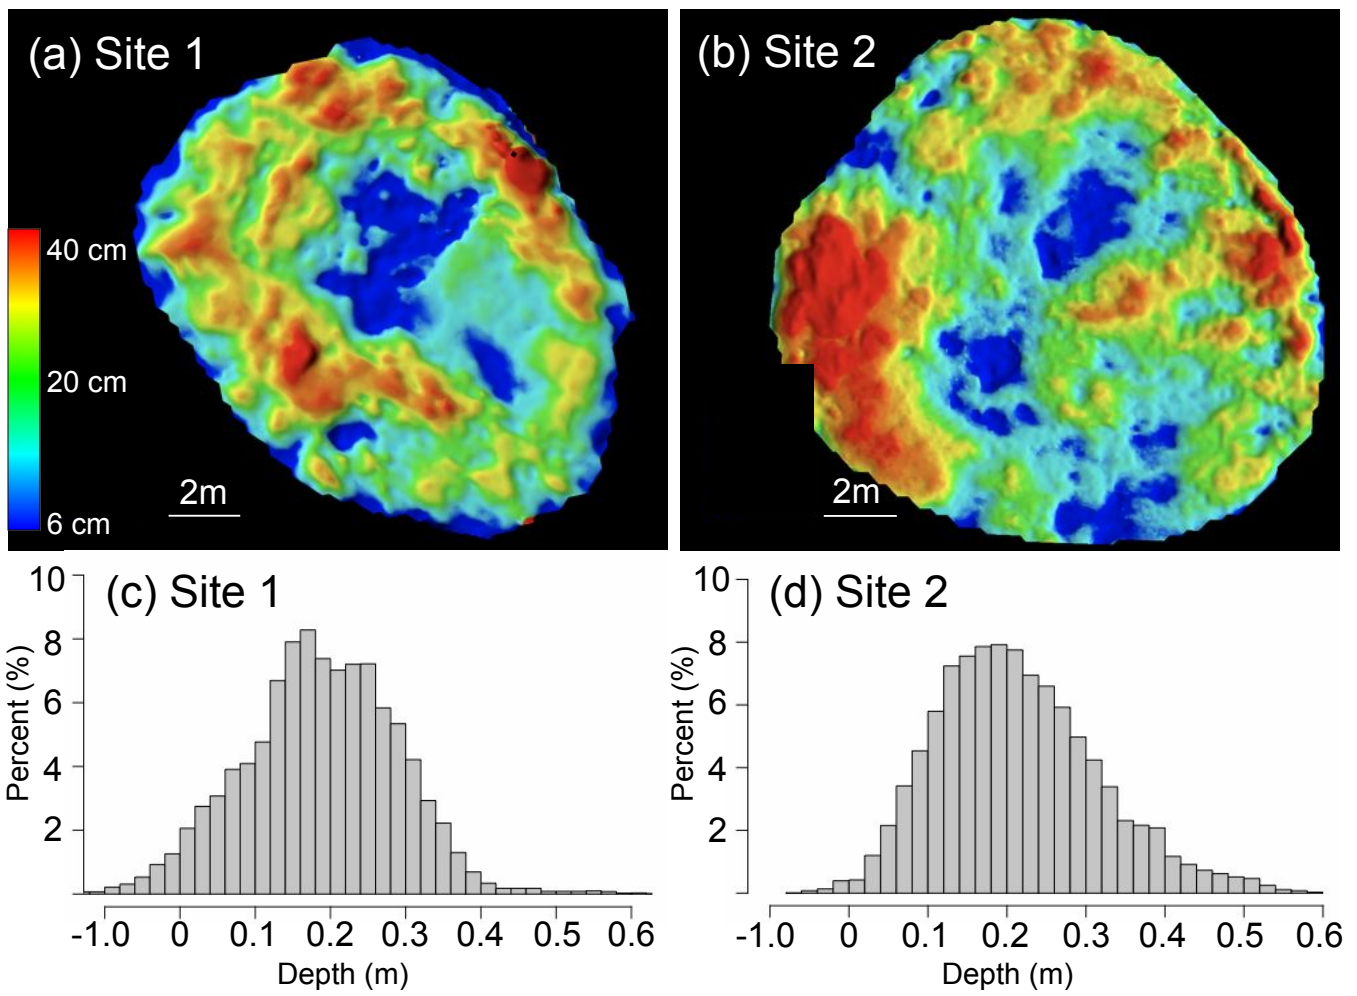 (a) Site 1
(b) Site 2
40 cm
20 cm
6 cm
2m
2m
(c) Site 1
10
8
6
4
2
Percent (%)
-1.0 0 0.1 0.2 0.3 0.4 0.5 0.6
Depth (m)
(d) Site 2
10
8
6
4
2
Percent (%)
-1.0 0 0.1 0.2 0.3 0.4 0.5 0.6
Depth (m)